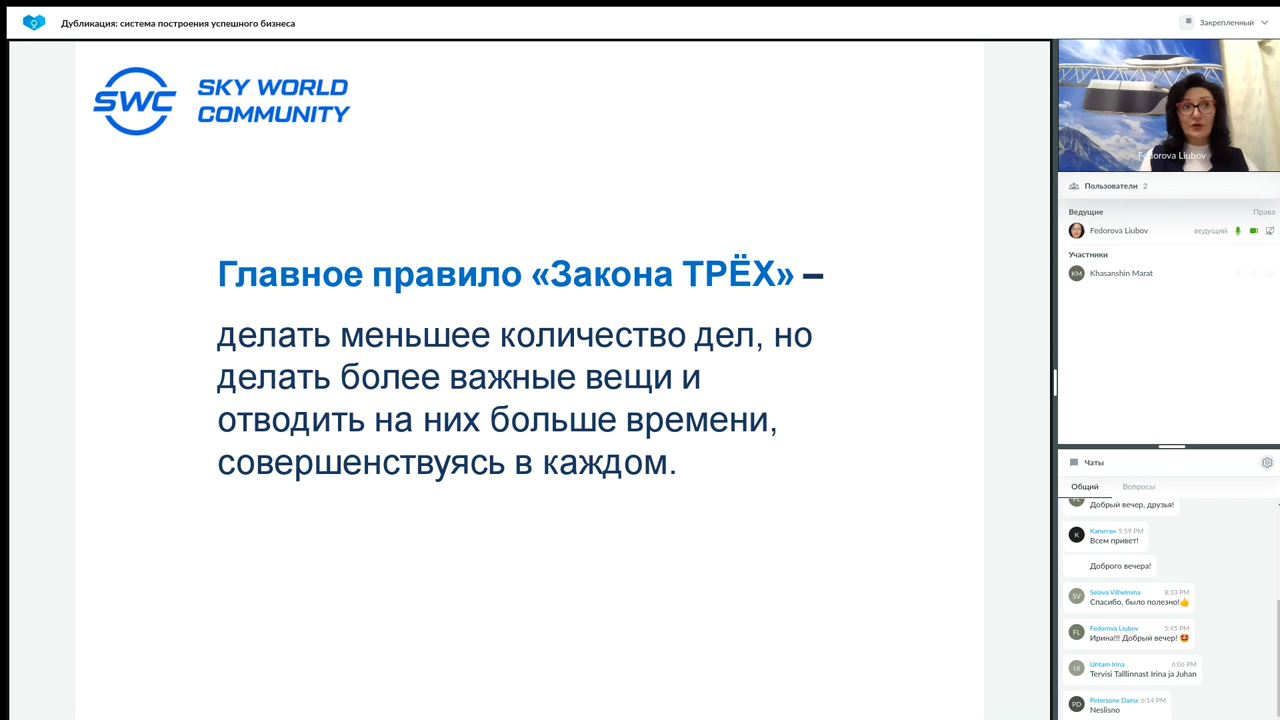 Дубликация: система построения успешного бизнеса
Закрепленный
SWC
SKY WORLD
COMMUNITY
Главное правило «Закона ТРЁХ» –
делать меньшее количество дел, но
делать более важные вещи и
отводить на них больше времени,
совершенствуясь в каждом.
Fedorova Liubov
Пользователи 2
Ведущие Права
Fedorova Liubov ведущий
Участники
KM Khasanshin Marat
Чаты
Общий Вопросы
Добрый вечер, друзья!
K Капитан 5:59 PM
Всем привет!
Доброго вечера!
SV Selava Vilhelmina 8:33 PM
Спасибо, было полезно!👍
FL Fedorova Liubov 5:45 PM
Ирина!!! Добрый вечер! 🤩
UI Uritam Irina 6:06 PM
Tervisi Talllinnast Irina ja Juhan
PD Petersone Daina 6:14 PM
Neslisno